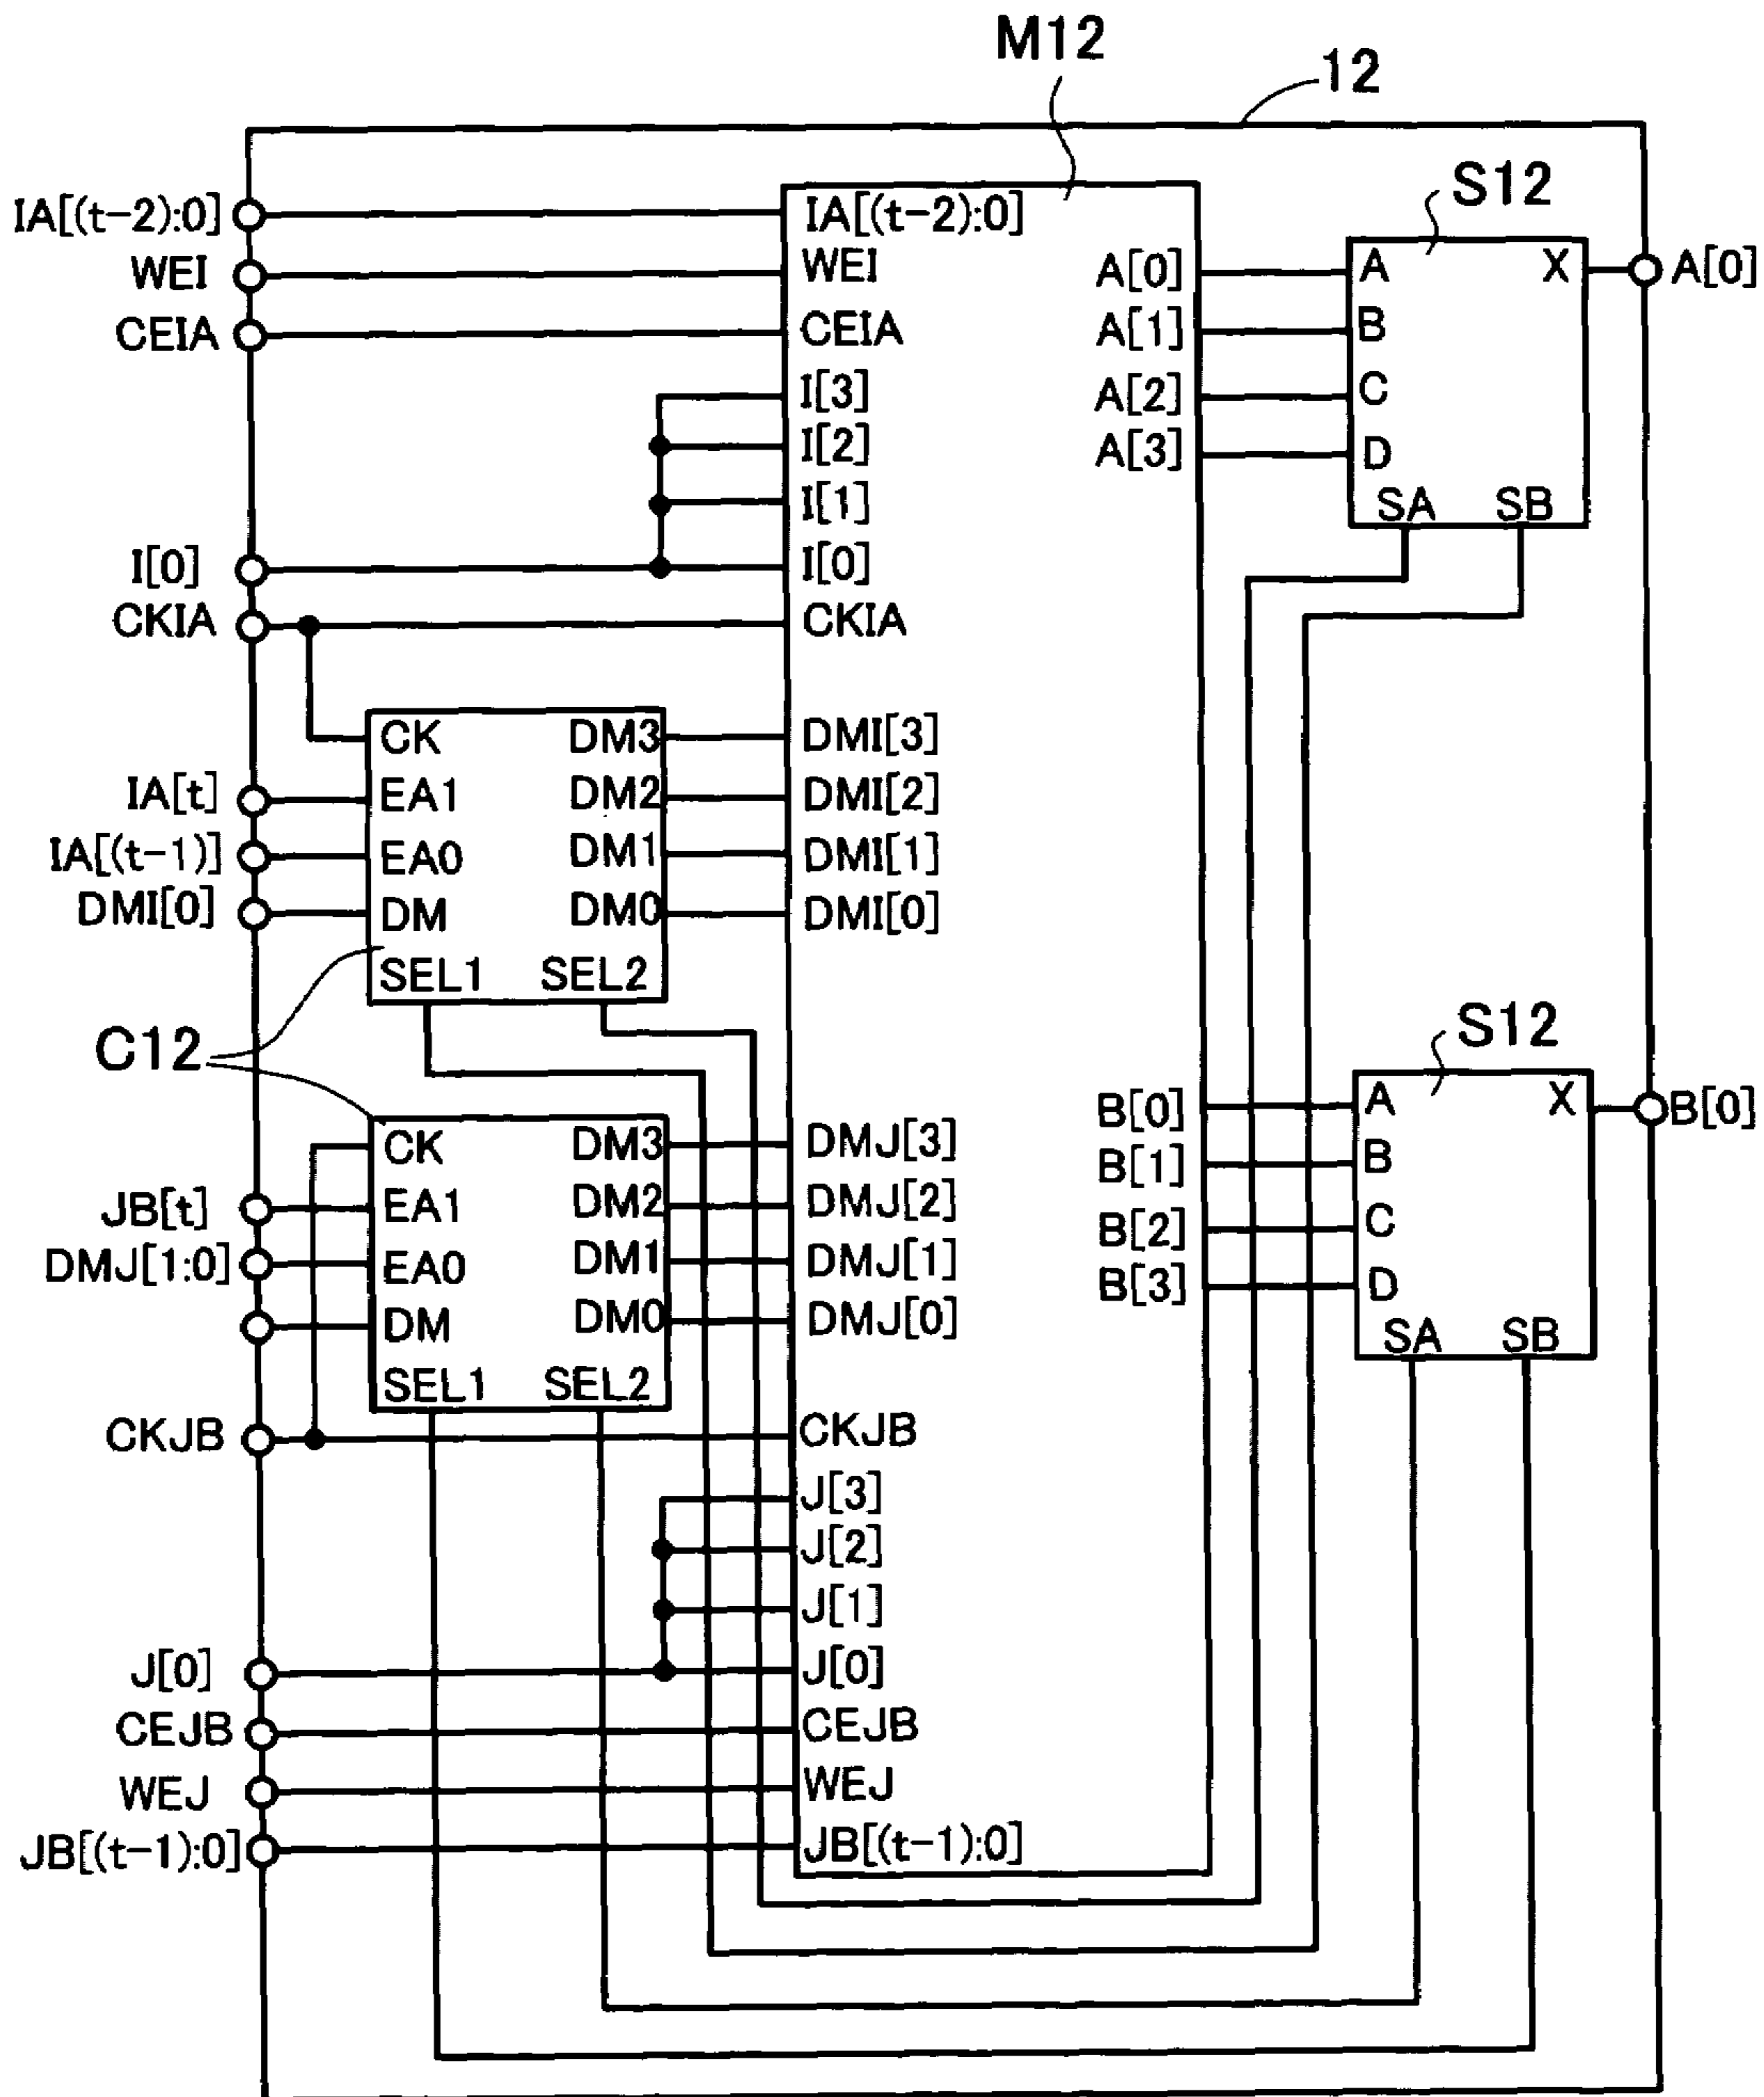 M12
12
S12
IA[(t-2):0]
WEI
CEIA
I[0]
CKIA
IA[t]
IA[(t-1)]
DMI[0]
C12
JB[t]
DMJ[1:0]
CKJB
J[0]
CEJB
WEJ
JB[(t-1):0]
CK
EA1
EA0
DM
SEL1 SEL2
DM3
DM2
DM1
DM0
CK
EA1
EA0
DM
SEL1 SEL2
DM3
DM2
DM1
DM0
IA[(t-2):0]
WEI
CEIA
I[3]
I[2]
I[1]
I[0]
CKIA
DMI[3]
DMI[2]
DMI[1]
DMI[0]
DMJ[3]
DMJ[2]
DMJ[1]
DMJ[0]
CKJB
J[3]
J[2]
J[1]
J[0]
CEJB
WEJ
JB[(t-1):0]
A[0]
A[1]
A[2]
A[3]
A X
B
C
D
SA SB
A[0]
S12
B[0]
B[1]
B[2]
B[3]
A X
B
C
D
SA SB
B[0]